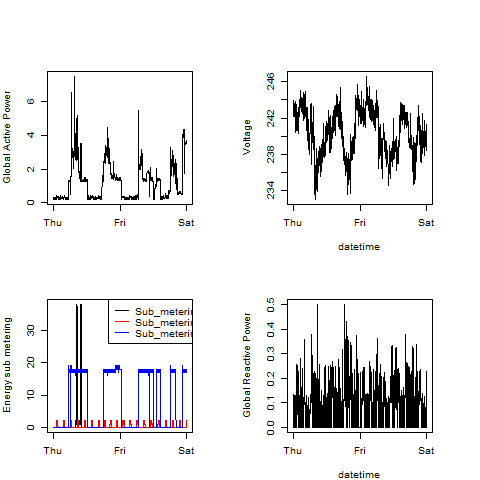 Global Active Power
0 2 4 6
Thu Fri Sat
Voltage
234 238 242 246
Thu Fri Sat
datetime
Energy sub metering
0 10 20 30
Thu Fri Sat
Sub_meterin
Sub_meterin
Sub_meterin
Global Reactive Power
0.0 0.1 0.2 0.3 0.4 0.5
Thu Fri Sat
datetime